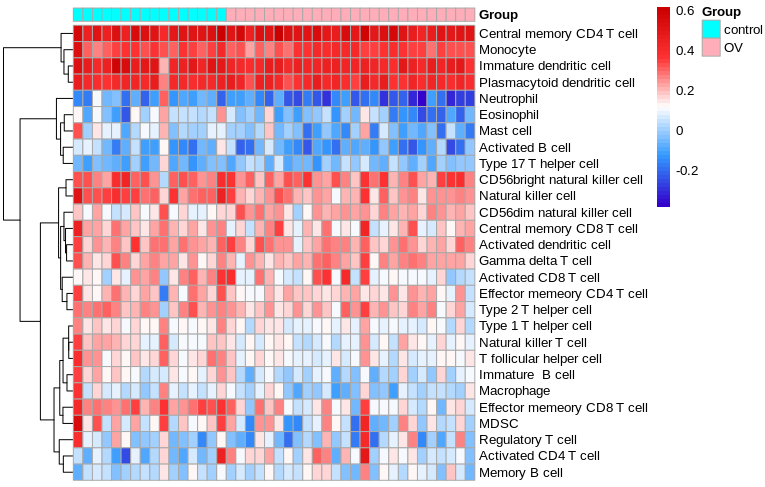 Group
Central memory CD4 T cell
Monocyte
Immature dendritic cell
Plasmacytoid dendritic cell
Neutrophil
Eosinophil
Mast cell
Activated B cell
Type 17 T helper cell
CD56bright natural killer cell
Natural killer cell
CD56dim natural killer cell
Central memory CD8 T cell
Activated dendritic cell
Gamma delta T cell
Activated CD8 T cell
Effector memeory CD4 T cell
Type 2 T helper cell
Type 1 T helper cell
Natural killer T cell
T follicular helper cell
Immature  B cell
Macrophage
Effector memeory CD8 T cell
MDSC
Regulatory T cell
Activated CD4 T cell
Memory B cell
0.6
0.4
0.2
0
-0.2
Group
control
OV